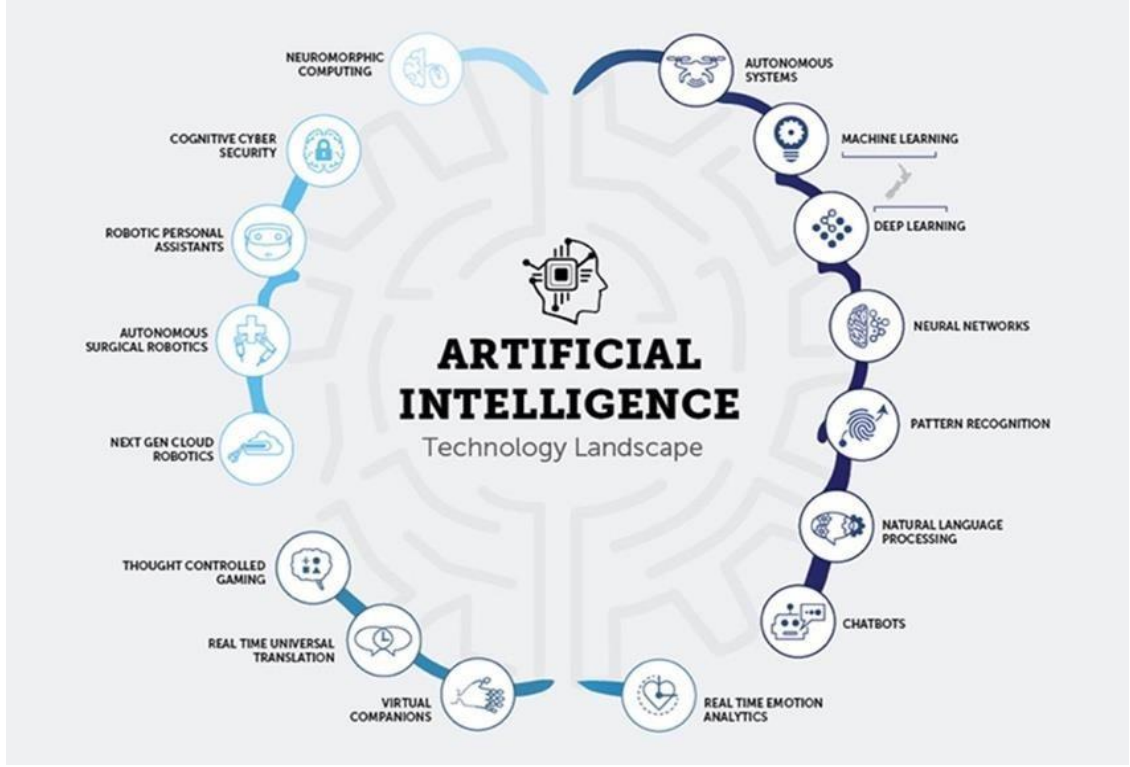 NEUROMORPHIC
COMPUTING
AUTONOMOUS
SYSTEMS
COGNITIVE CYBER
SECURITY
MACHINE LEARNING
ROBOTIC PERSONAL
ASSISTANTS
DEEP LEARNING
AUTONOMOUS
SURGICAL ROBOTICS
NEURAL NETWORKS
ARTIFICIAL
INTELLIGENCE
Technology Landscape
NEXT GEN CLOUD
ROBOTICS
PATTERN RECOGNITION
NATURAL LANGUAGE
PROCESSING
THOUGHT CONTROLLED
GAMING
CHATBOTS
REAL TIME UNIVERSAL
TRANSLATION
VIRTUAL
COMPANIONS
REAL TIME EMOTION
ANALYTICS